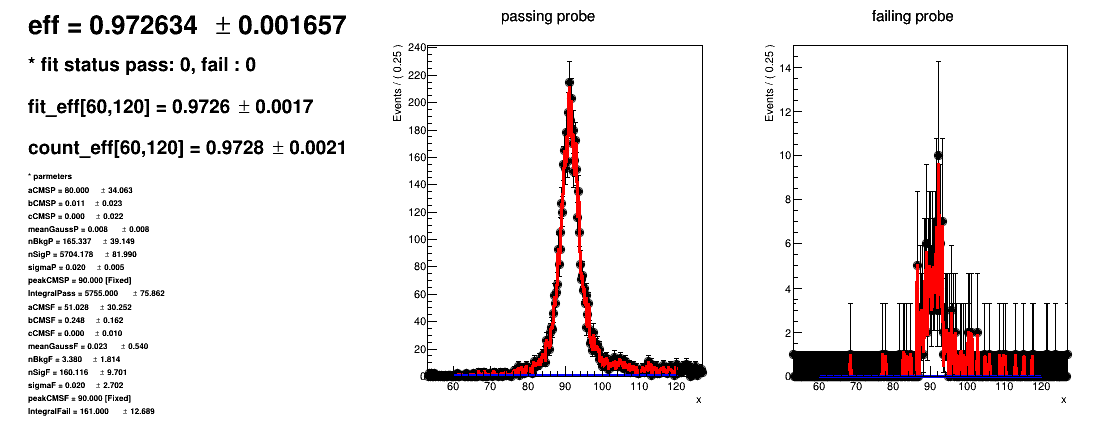 eff = 0.972634 ± 0.001657
* fit status pass: 0, fail : 0
fit_eff[60,120] = 0.9726 ± 0.0017
count_eff[60,120] = 0.9728 ± 0.0021
* parmeters
aCMSP = 80.000 ± 34.063
bCMSP = 0.011 ± 0.023
cCMSP = 0.000 ± 0.022
meanGaussP = 0.008 ± 0.008
nBkgP = 165.337 ± 39.149
nSigP = 5704.178 ± 81.990
sigmaP = 0.020 ± 0.005
peakCMSP = 90.000 [Fixed]
IntegralPass = 5755.000 ± 75.862
aCMSF = 51.028 ± 30.252
bCMSF = 0.248 ± 0.162
cCMSF = 0.000 ± 0.010
meanGaussF = 0.023 ± 0.540
nBkgF = 3.380 ± 1.814
nSigF = 160.116 ± 9.701
sigmaF = 0.020 ± 2.702
peakCMSF = 90.000 [Fixed]
IntegralFail = 161.000 ± 12.689
passing probe
Events / ( 0.25 )
240
220
200
180
160
140
120
100
80
60
40
20
0
60 70 80 90 100 110 120
x
failing probe
Events / ( 0.25 )
14
12
10
8
6
4
2
0
60 70 80 90 100 110 120
x